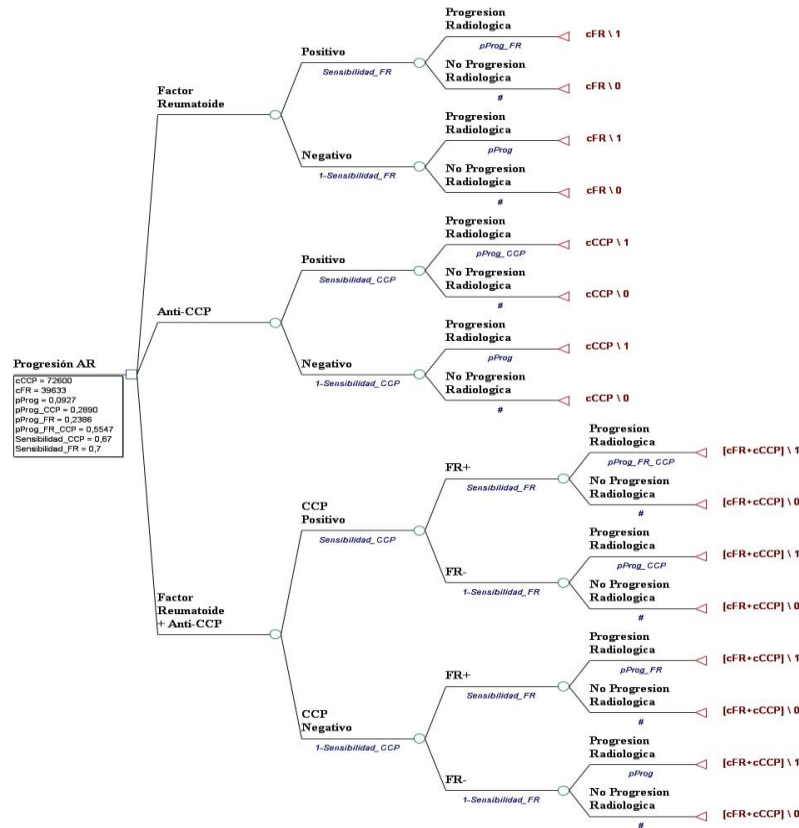 Progresion
Radiologica
pProg_FR
cFR \ 1
Positivo
Sensibilidad_FR
No Progresion
Radiologica
#
cFR \ 0
Factor
Reumatoide
Progresion
Radiologica
pProg
cFR \ 1
Negativo
1-Sensibilidad_FR
No Progresion
Radiologica
#
cFR \ 0
Progresion
Radiologica
pProg_CCP
cCCP \ 1
Positivo
Sensibilidad_CCP
No Progresion
Radiologica
#
cCCP \ 0
Anti-CCP
Progresion
Radiologica
pProg
cCCP \ 1
Negativo
1-Sensibilidad_CCP
No Progresion
Radiologica
#
cCCP \ 0
Progresión AR
cCCP = 72600
cFR = 39633
pProg = 0,0927
pProg_CCP = 0,2890
pProg_FR = 0,2386
pProg_FR_CCP = 0,5547
Sensibilidad_CCP = 0,67
Sensibilidad_FR = 0,7
Progresion
Radiologica
pProg_FR_CCP
[cFR+cCCP] \ 1
FR+
Sensibilidad_FR
No Progresion
Radiologica
#
[cFR+cCCP] \ 0
CCP
Positivo
Sensibilidad_CCP
Progresion
Radiologica
pProg_CCP
[cFR+cCCP] \ 1
FR-
1-Sensibilidad_FR
No Progresion
Radiologica
#
[cFR+cCCP] \ 0
Factor
Reumatoide
+ Anti-CCP
Progresion
Radiologica
pProg_FR
[cFR+cCCP] \ 1
FR+
Sensibilidad_FR
No Progresion
Radiologica
#
[cFR+cCCP] \ 0
CCP
Negativo
1-Sensibilidad_CCP
Progresion
Radiologica
pProg
[cFR+cCCP] \ 1
FR-
1-Sensibilidad_FR
No Progresion
Radiologica
#
[cFR+cCCP] \ 0